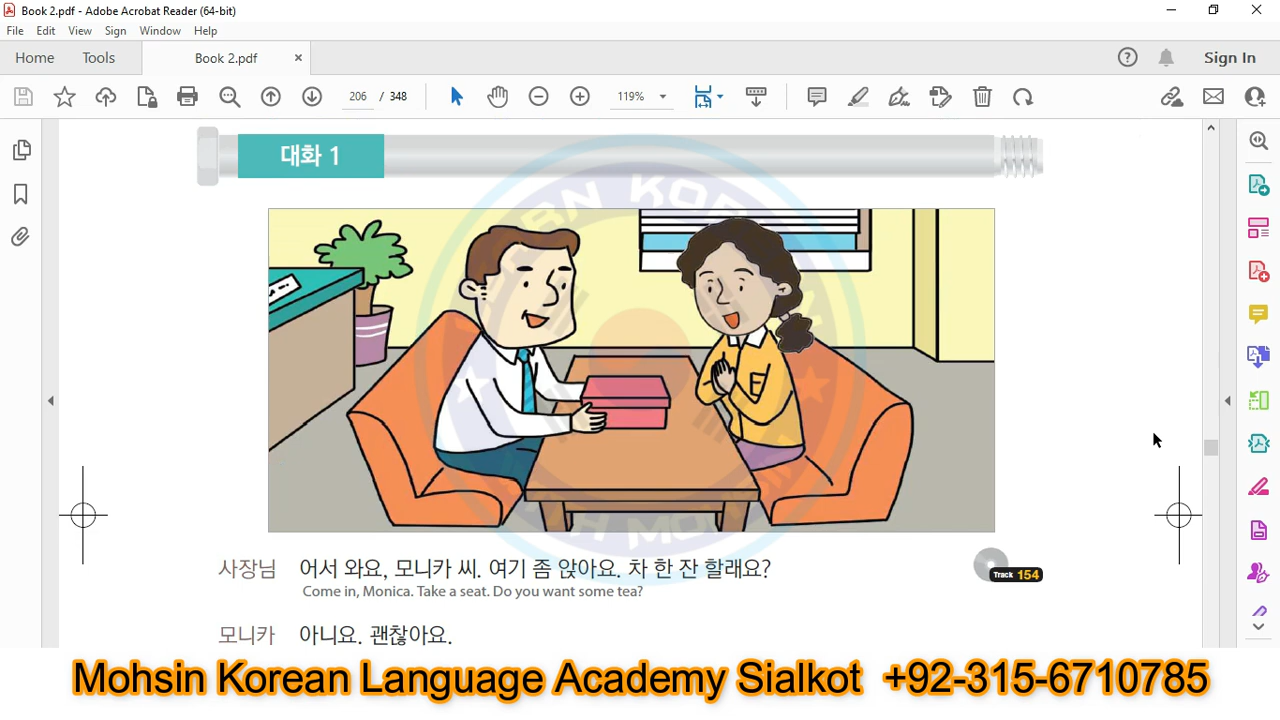 Book 2.pdf - Adobe Acrobat Reader (64-bit)
File Edit View Sign Window Help
Home Tools Book 2.pdf × Sign In
206 / 348 119%
대화 1
사장님 어서 와요, 모니카 씨. 여기 좀 앉아요. 차 한 잔 할래요?
Track 154
Come in, Monica. Take a seat. Do you want some tea?
모니카 아니요. 괜찮아요.
Mohsin Korean Language Academy Sialkot +92-315-6710785